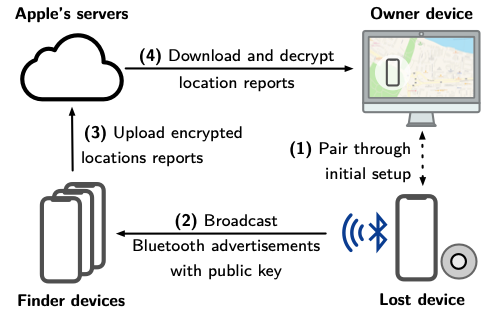 Apple's servers
Owner device
(4) Download and decrypt
location reports
(3) Upload encrypted
locations reports
(1) Pair through
initial setup
(2) Broadcast
Bluetooth advertisements
with public key
Finder devices
Lost device